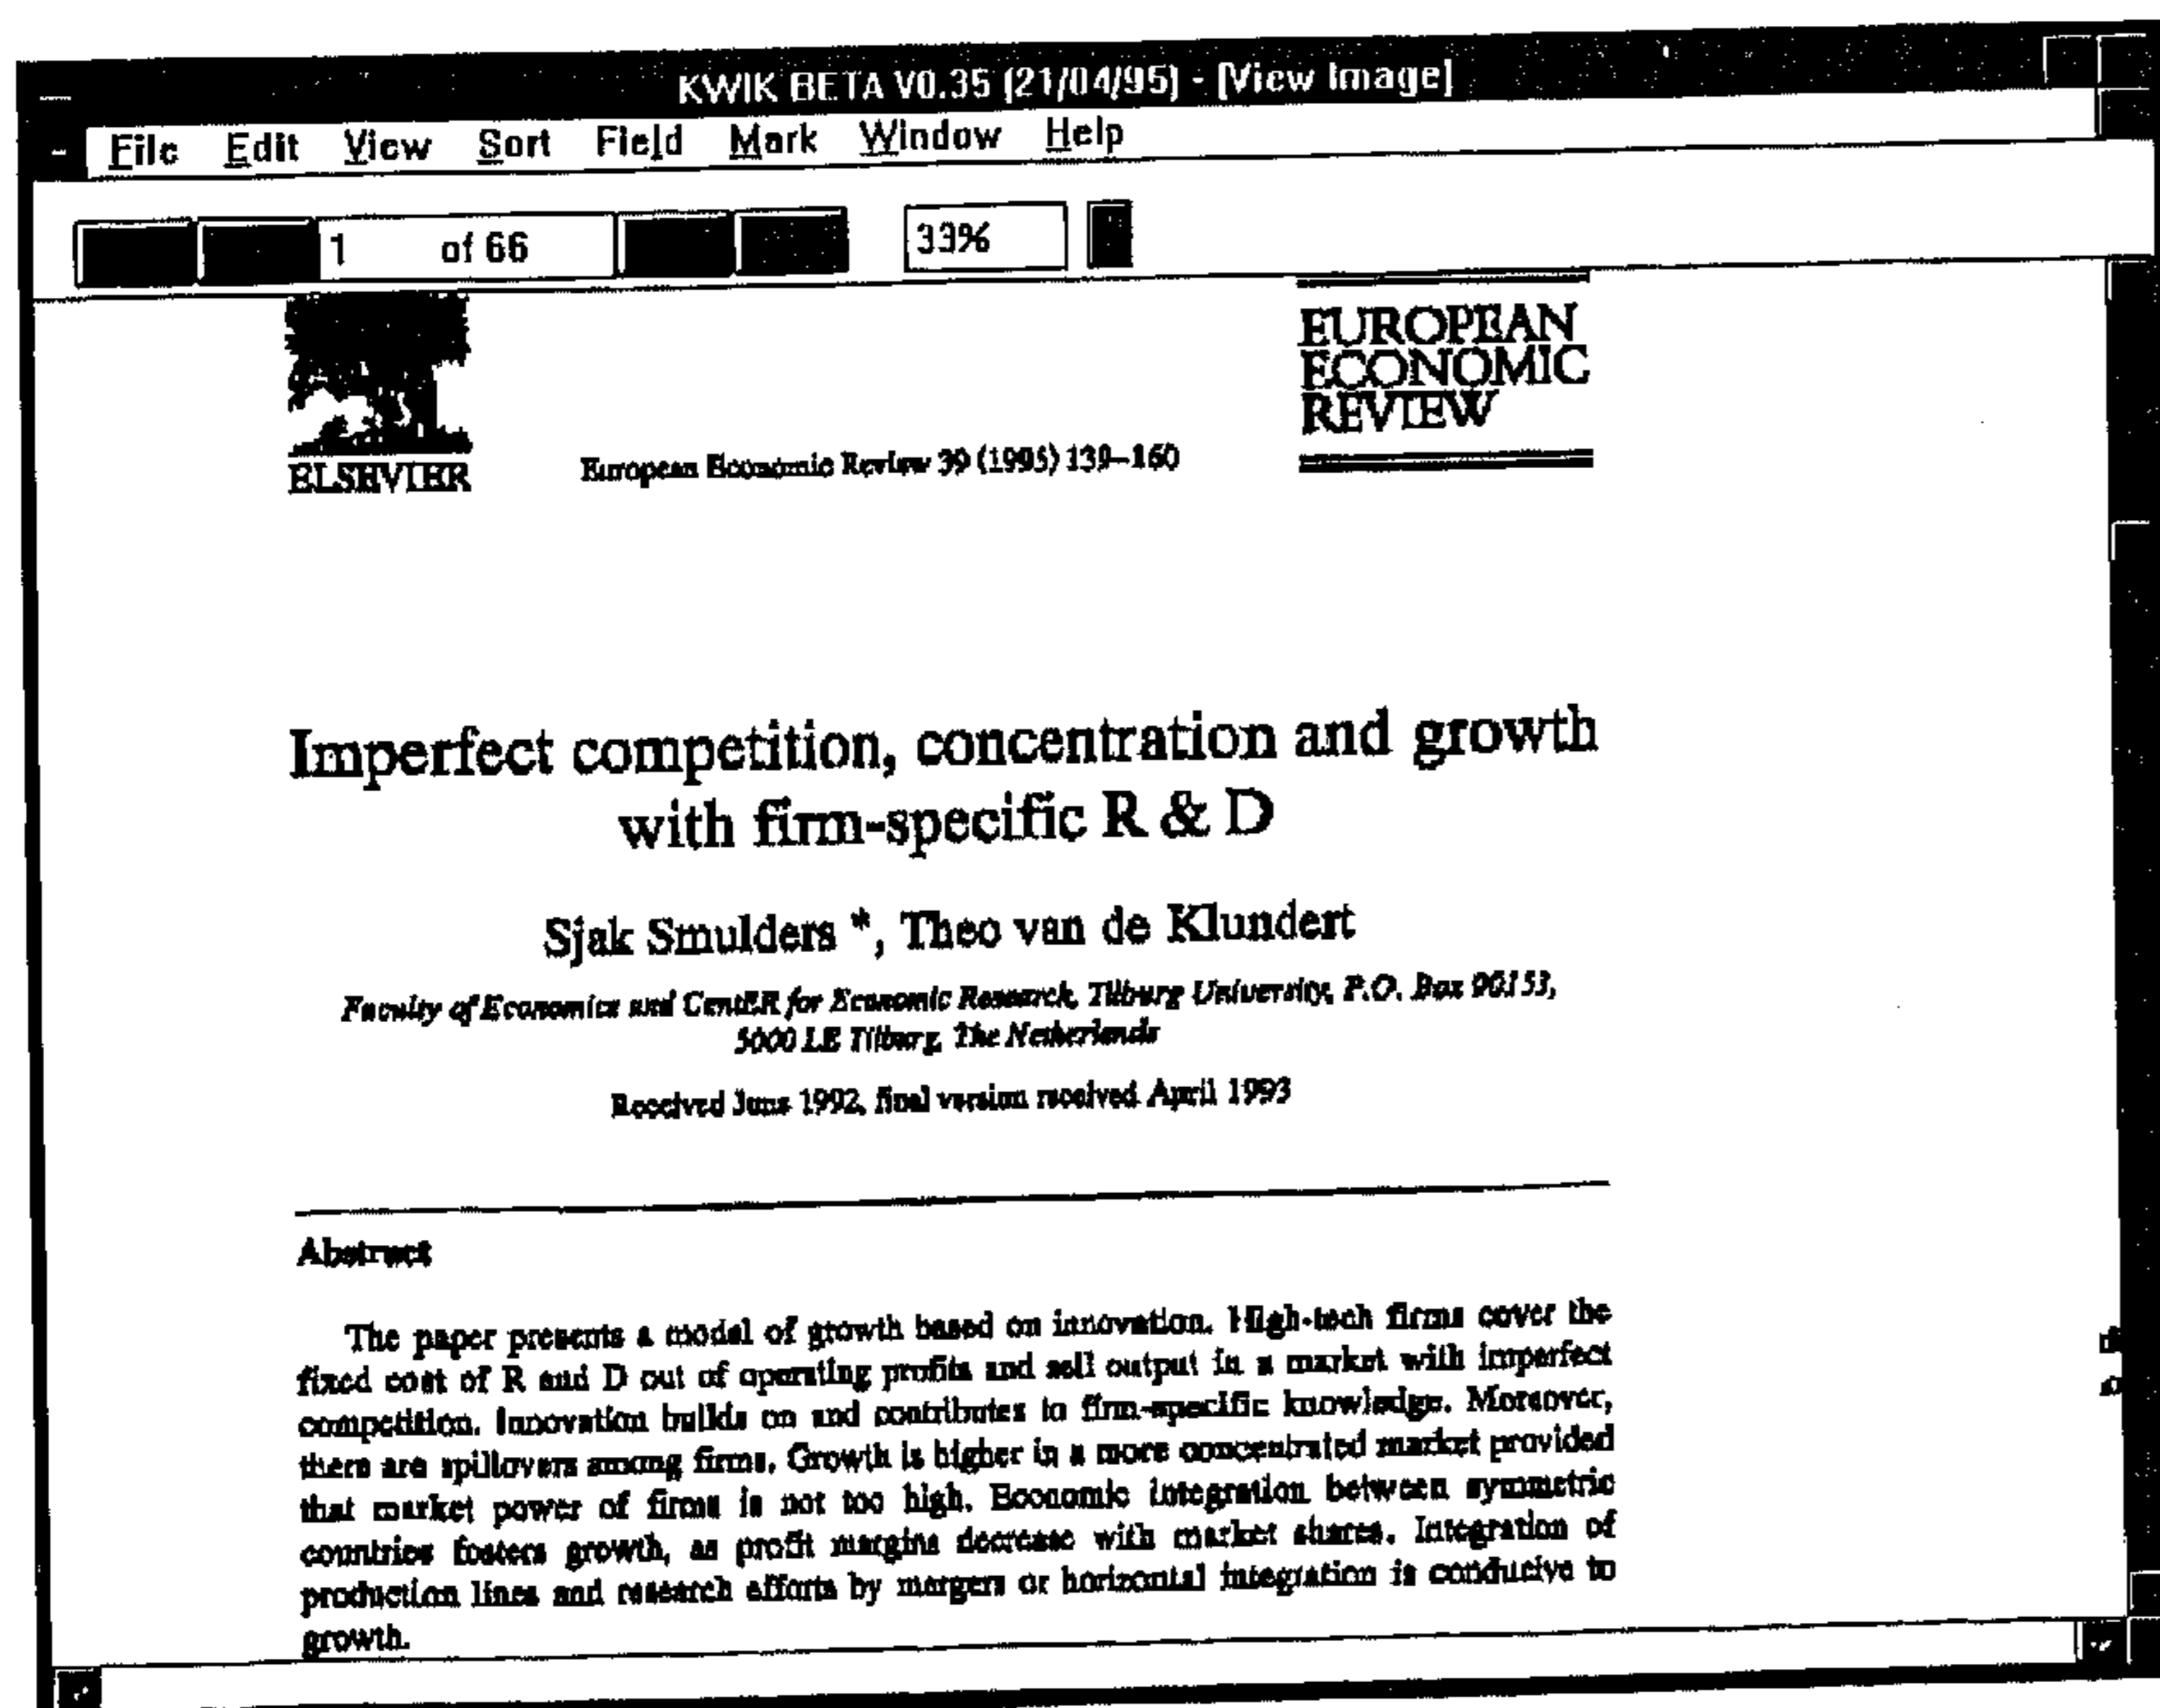 KWIK BETA V0.35 (21/04/95) - [View Image]
File Edit View Sort Field Mark Window Help
1 of 66 33%
EUROPEAN
ECONOMIC
REVIEW
ELSEVIER
European Economic Review 39 (1995) 139–160
Imperfect competition, concentration and growth
with firm-specific R & D
Sjak Smulders *, Theo van de Klundert
Faculty of Economics and CentER for Economic Research, Tilburg University, P.O. Box 90153,
5000 LE Tilburg, The Netherlands
Received June 1992, final version received April 1993
Abstract
The paper presents a model of growth based on innovation. High-tech firms cover the
fixed cost of R and D out of operating profits and sell output in a market with imperfect
competition. Innovation builds on and contributes to firm-specific knowledge. Moreover,
there are spillovers among firms. Growth is higher in a more concentrated market provided
that market power of firms is not too high. Economic integration between symmetric
countries fosters growth, as profit margins decrease with market shares. Integration of
production lines and research efforts by mergers or horizontal integration is conducive to
growth.